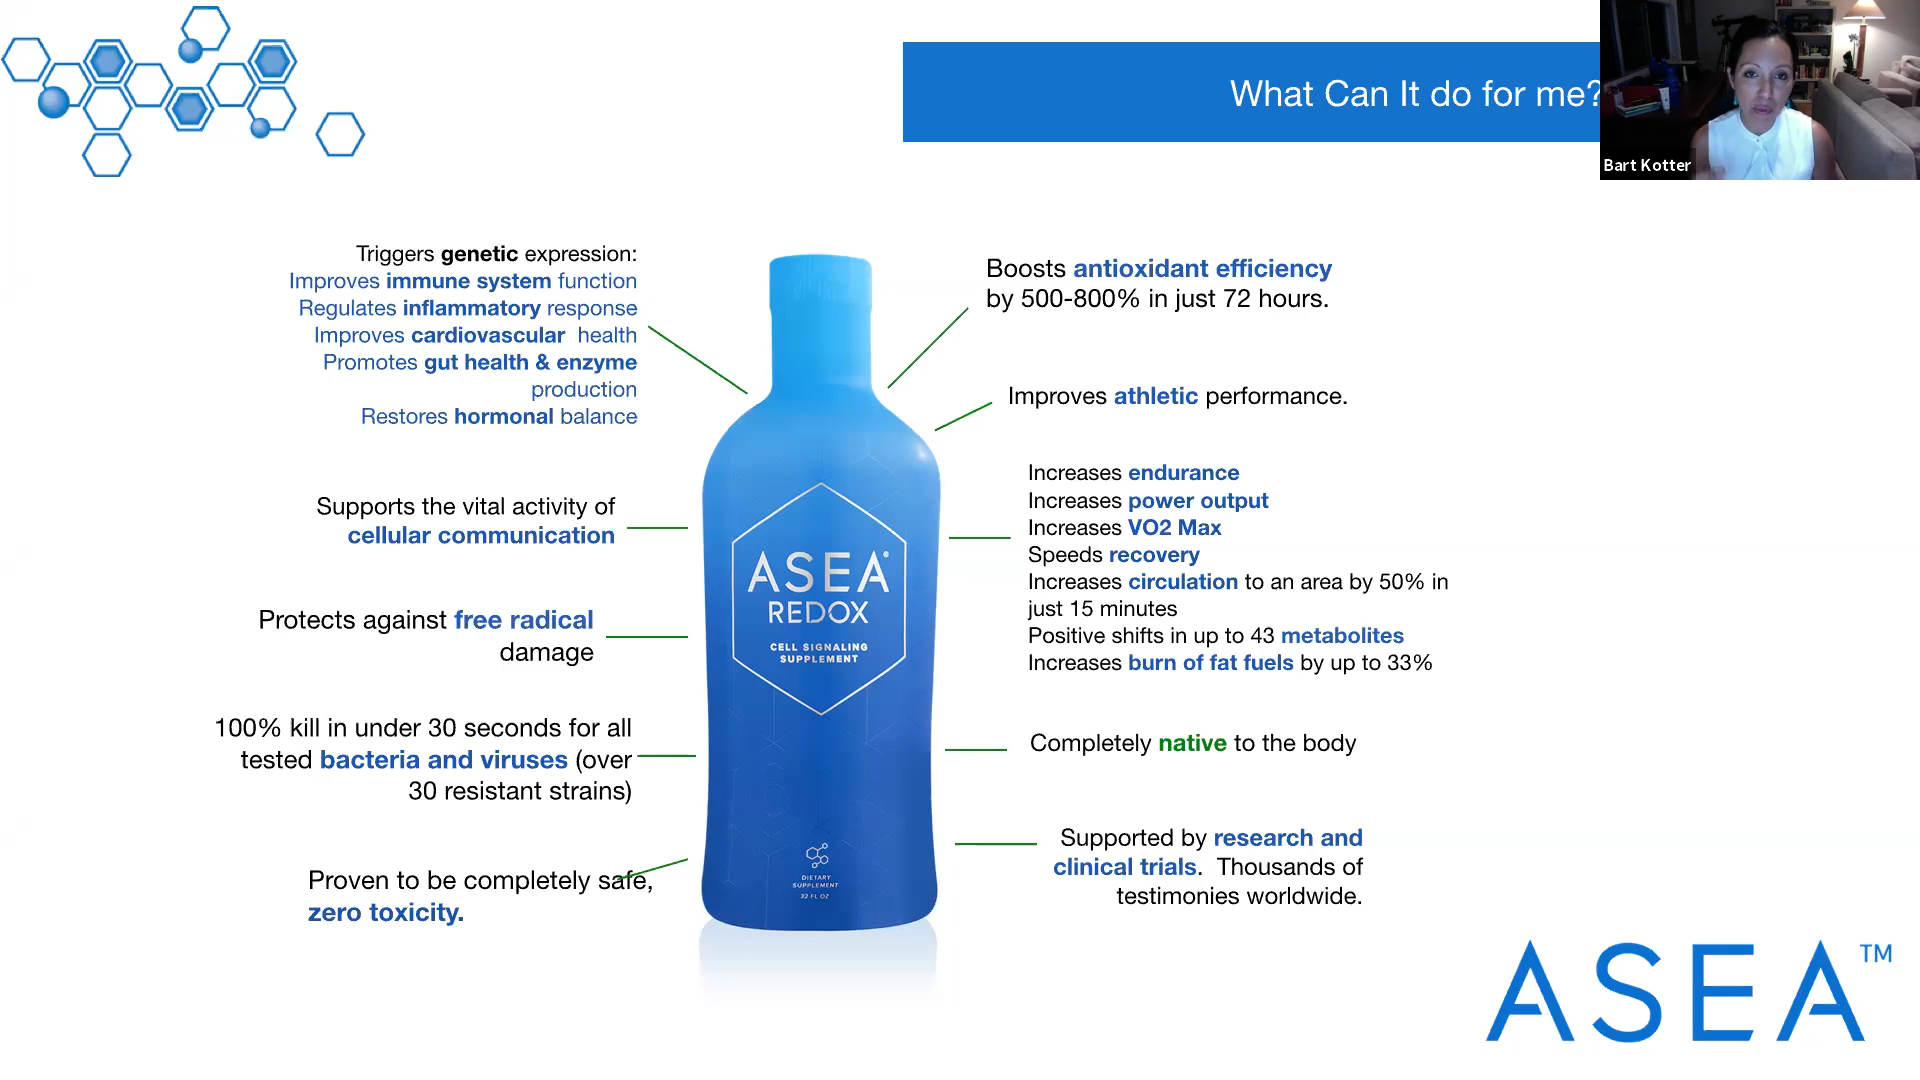 What Can It do for me?
Bart Kotter
Triggers genetic expression:
Improves immune system function
Regulates inflammatory response
Improves cardiovascular health
Promotes gut health & enzyme
production
Restores hormonal balance
Supports the vital activity of
cellular communication
Protects against free radical
damage
100% kill in under 30 seconds for all
tested bacteria and viruses (over
30 resistant strains)
Proven to be completely safe,
zero toxicity.
ASEA®
REDOX
CELL SIGNALING
SUPPLEMENT
DIETARY
SUPPLEMENT
32 FL OZ
Boosts antioxidant efficiency
by 500-800% in just 72 hours.
Improves athletic performance.
Increases endurance
Increases power output
Increases VO2 Max
Speeds recovery
Increases circulation to an area by 50% in
just 15 minutes
Positive shifts in up to 43 metabolites
Increases burn of fat fuels by up to 33%
Completely native to the body
Supported by research and
clinical trials. Thousands of
testimonies worldwide.
ASEA™